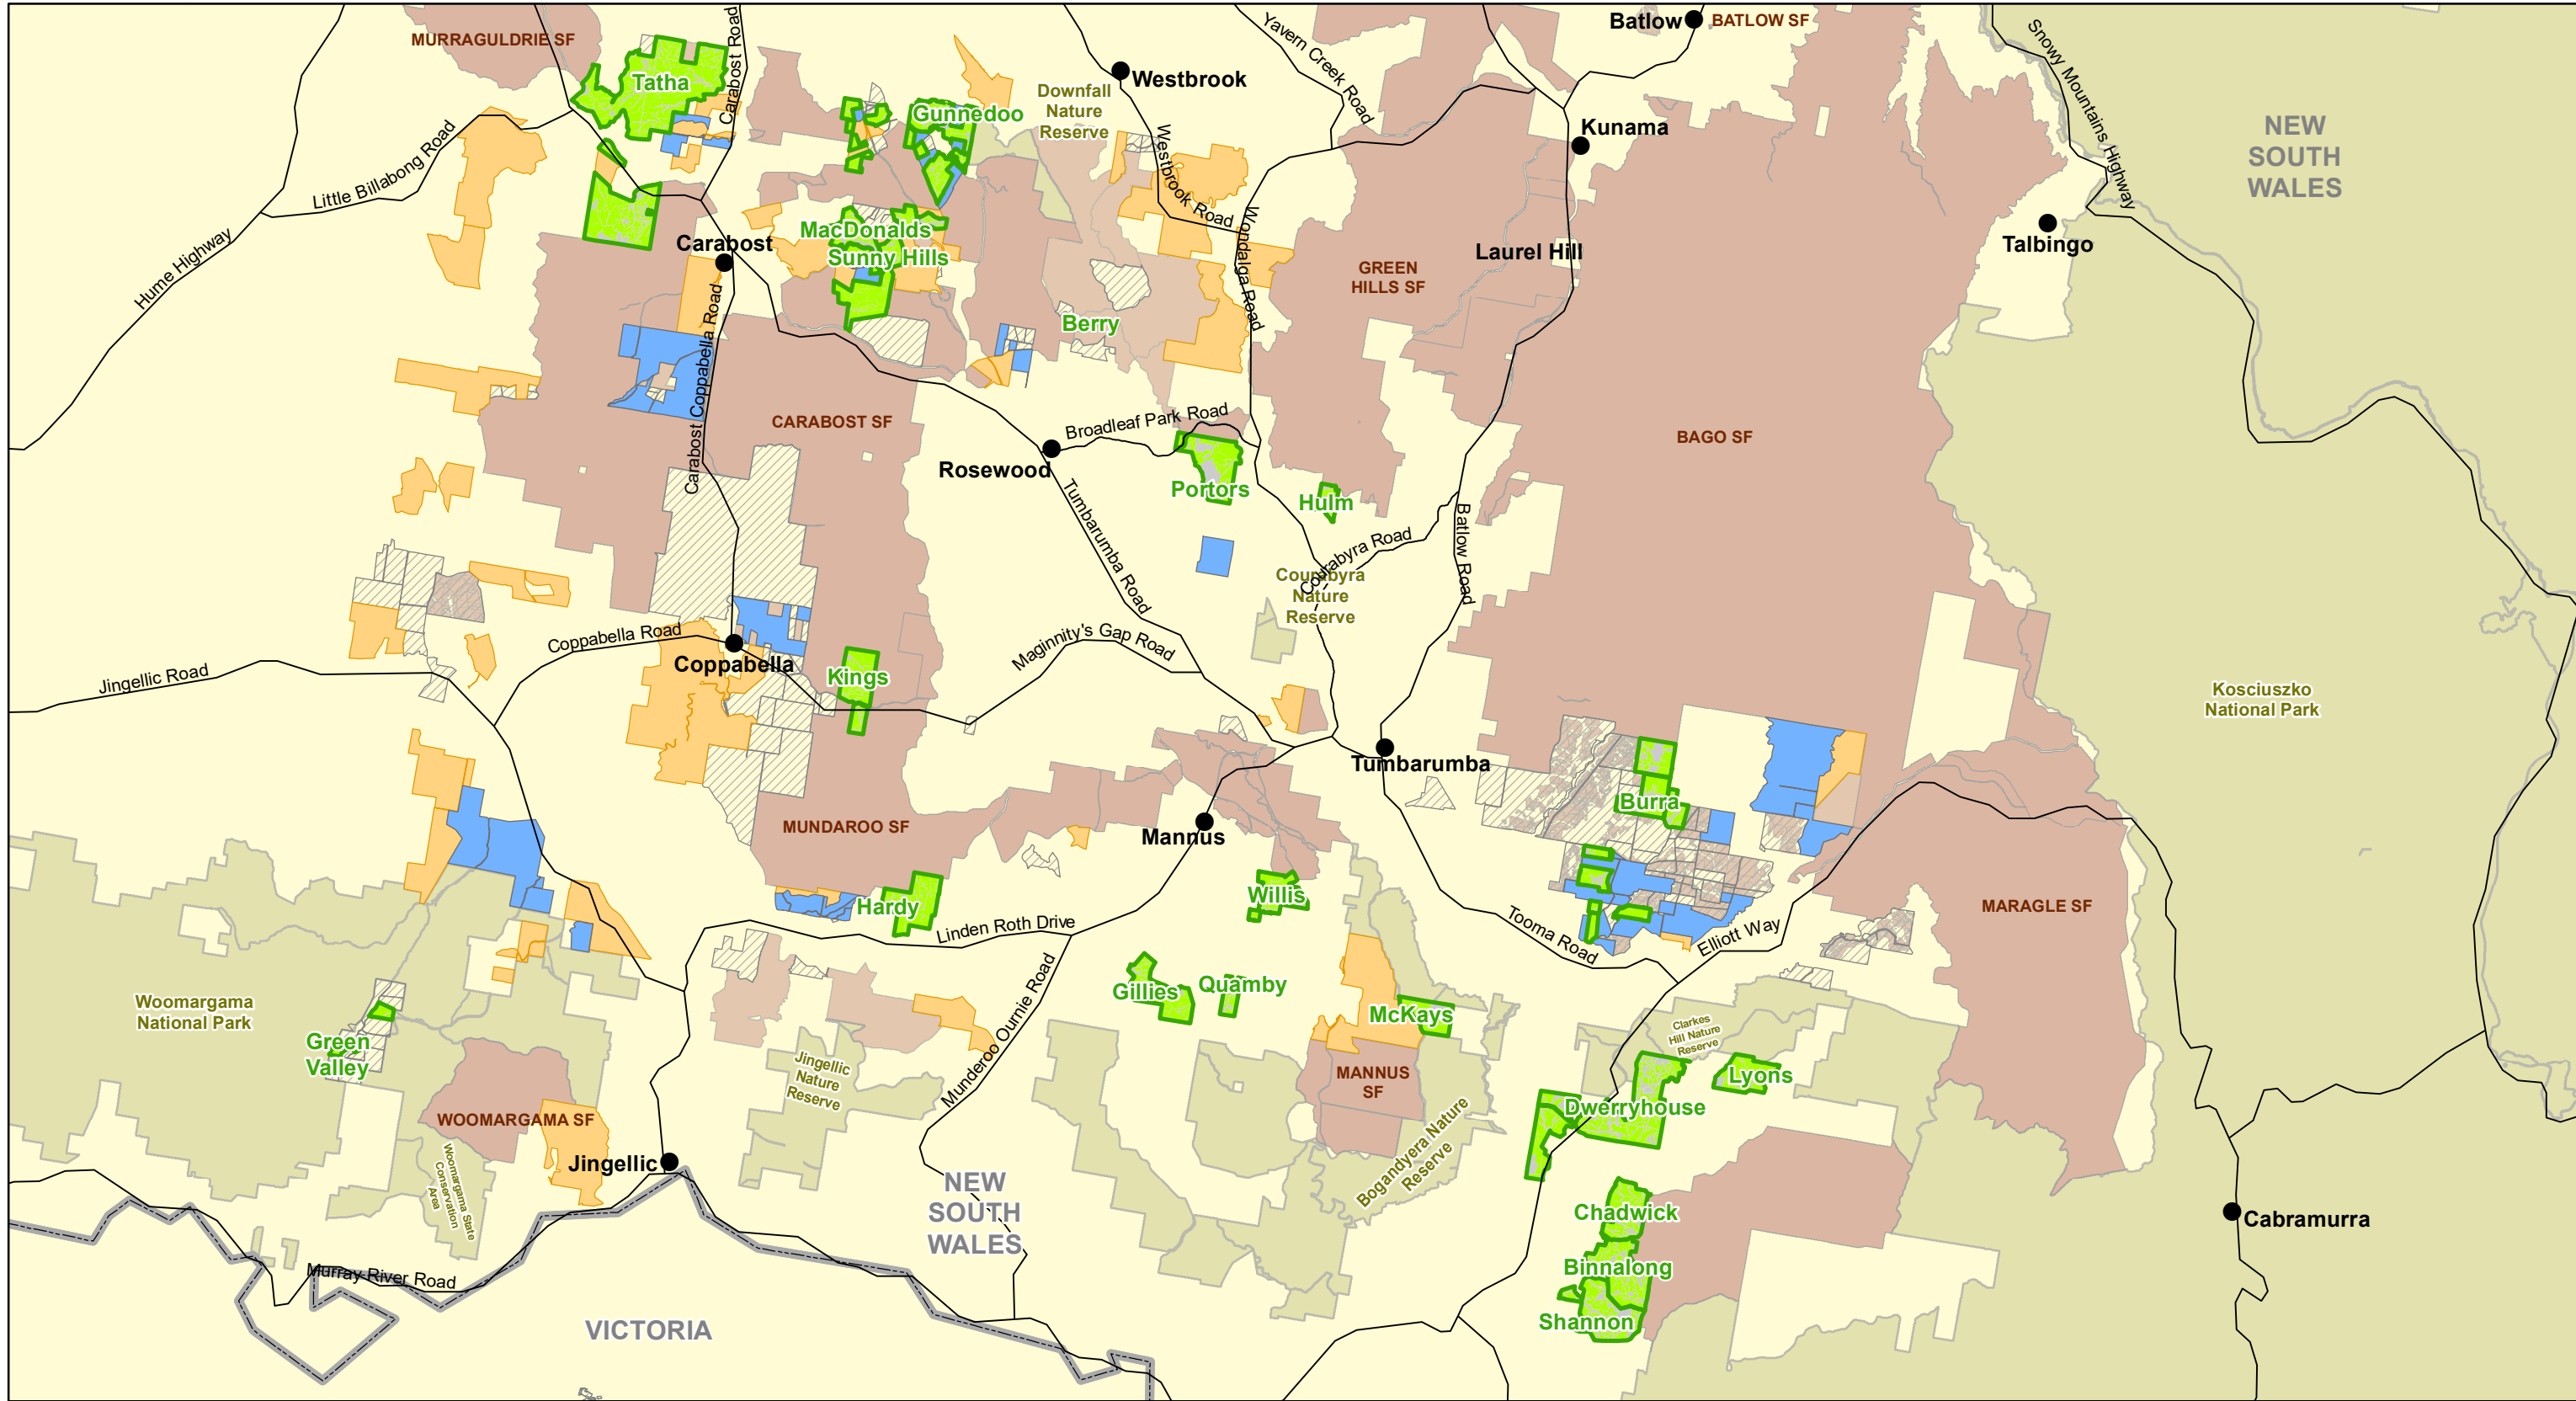 Batlow
BATLOW SF
MURRAGULDRIE SF
Carabost Road
Yavern Creek Road
Snowy Mountains Highway
Tatha
Westbrook
Downfall
Nature
Reserve
Gunnedoo
Kunama
NEW
SOUTH
WALES
Little Billabong Road
Westbrook Road
Hume Highway
MacDonalds
Sunny Hills
Carabost
Wondalga Road
Laurel Hill
Talbingo
GREEN
HILLS SF
Berry
Carabost Coppabella Road
CARABOST SF
Broadleaf Park Road
BAGO SF
Rosewood
Portors
Hulm
Tumbarumba Road
Courabyra Road
Batlow Road
Courabyra
Nature
Reserve
Coppabella Road
Coppabella
Maginnity's Gap Road
Jingellic Road
Kings
Kosciuszko
National Park
Tumbarumba
Burra
MUNDAROO SF
Mannus
Hardy
Willis
Linden Roth Drive
Tooma Road
Elliott Way
MARAGLE SF
Woomargama
National Park
Gillies
Quamby
McKays
Green
Valley
Munderoo Ournie Road
Clarkes
Hill Nature
Reserve
Jingellic
Nature
Reserve
MANNUS
SF
Lyons
Dwerryhouse
WOOMARGAMA SF
Woomargama State
Conservation
Area
Jingellic
Bogandyera Nature
Reserve
NEW
SOUTH
WALES
Chadwick
Cabramurra
Binnalong
Murray River Road
Shannon
VICTORIA